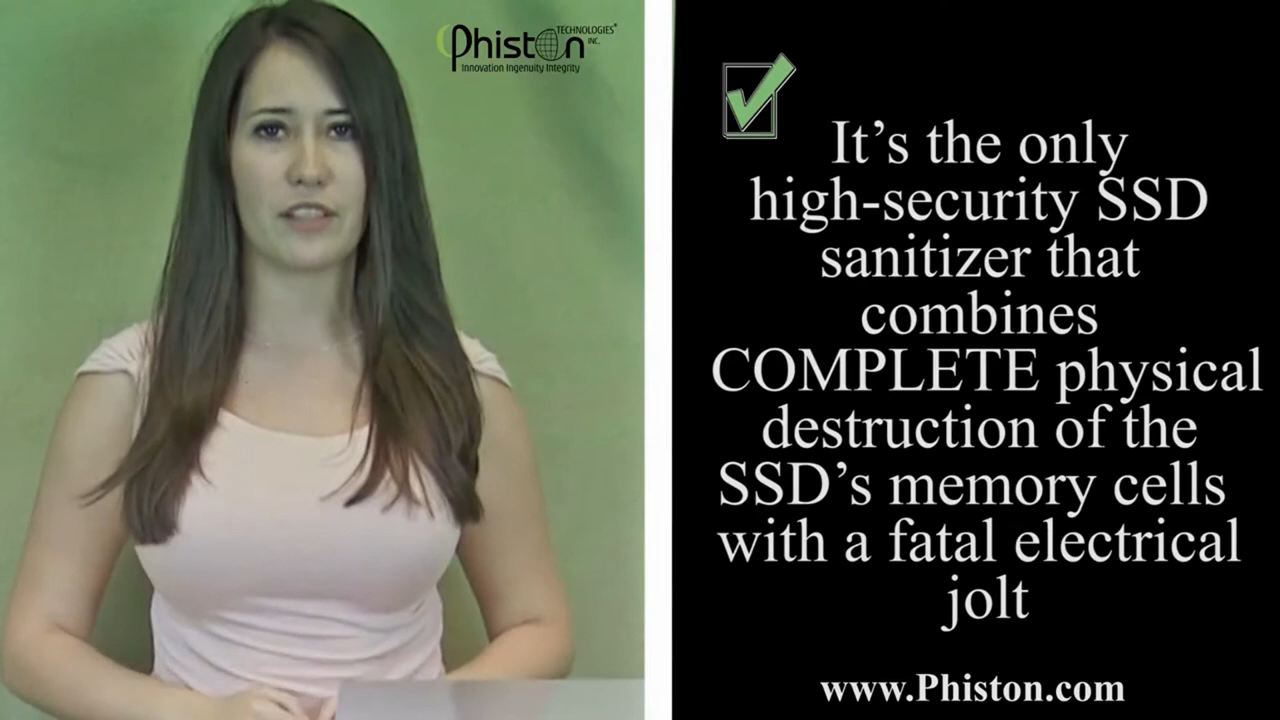 Phiston
TECHNOLOGIES®
INC.
Innovation Ingenuity Integrity
It’s the only
high-security SSD
sanitizer that
combines
COMPLETE physical
destruction of the
SSD’s memory cells
with a fatal electrical
jolt
www.Phiston.com